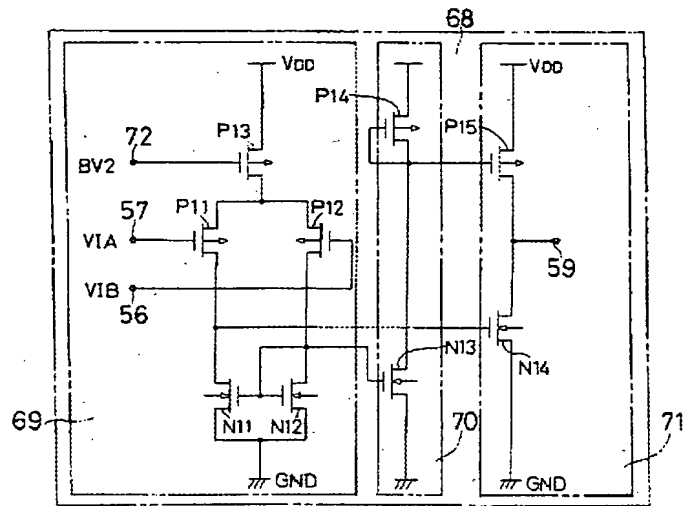 68
VDD
P14
VDD
72
P13
P15
BV2
57
P11
P12
VIA
59
VIB
56
N13
N14
69
N11
N12
70
71
GND
GND